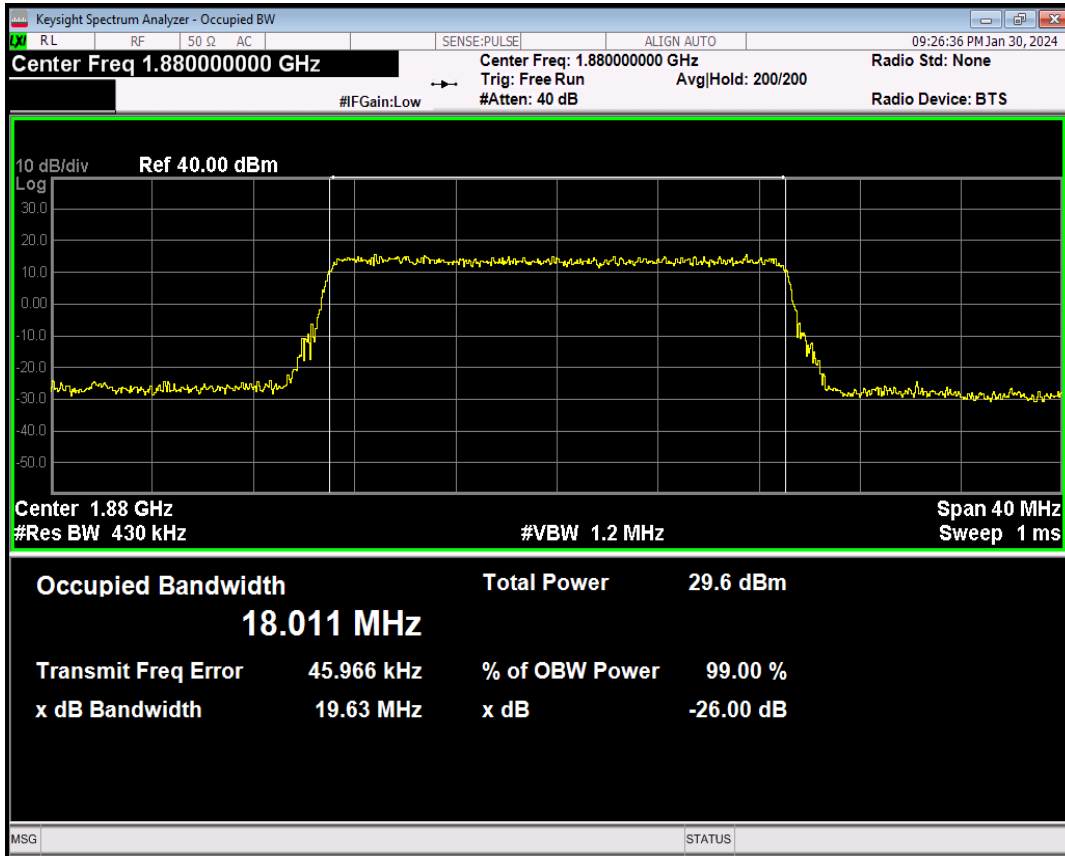 Keysight Spectrum Analyzer - Occupied BW
LXI RL RF 50 Ω AC SENSE:PULSE ALIGN AUTO 09:26:36 PM Jan 30, 2024
Center Freq 1.880000000 GHz Center Freq: 1.880000000 GHz Radio Std: None
Trig: Free Run Avg|Hold: 200/200
#IFGain:Low #Atten: 40 dB Radio Device: BTS
10 dB/div Ref 40.00 dBm
Log
30.0
20.0
10.0
0.00
-10.0
-20.0
-30.0
-40.0
-50.0
Center 1.88 GHz Span 40 MHz
#Res BW 430 kHz #VBW 1.2 MHz Sweep 1 ms
Occupied Bandwidth Total Power 29.6 dBm
18.011 MHz
Transmit Freq Error 45.966 kHz % of OBW Power 99.00 %
x dB Bandwidth 19.63 MHz x dB -26.00 dB
MSG STATUS